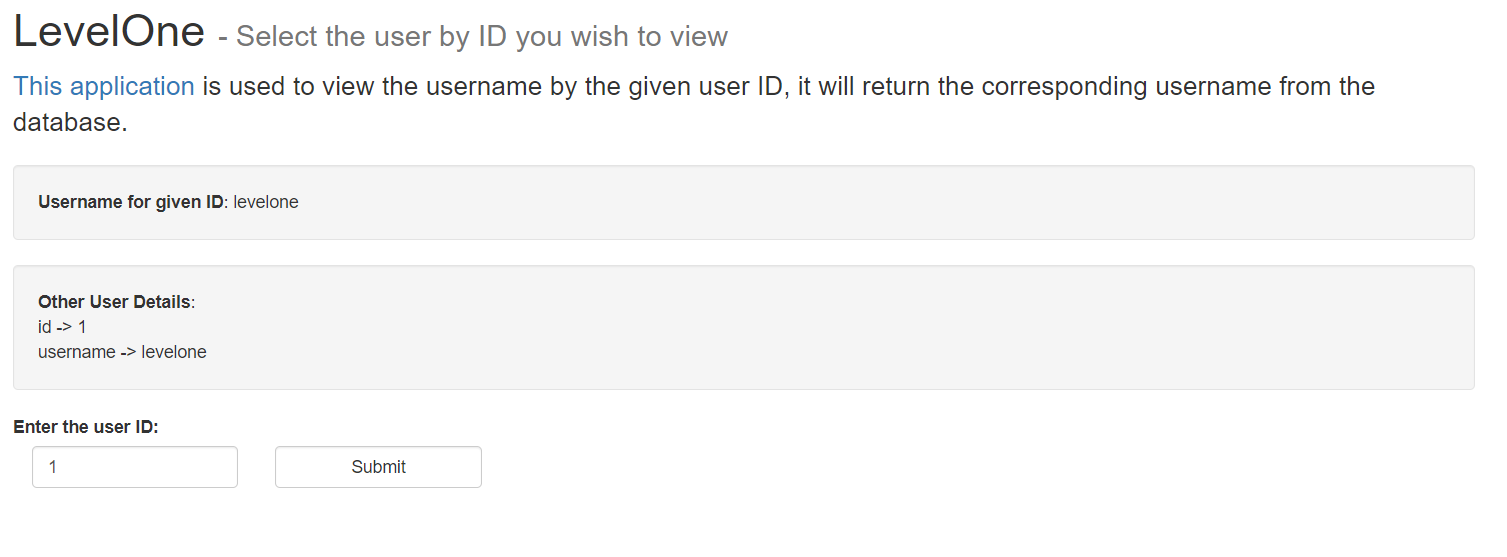 LevelOne - Select the user by ID you wish to view
This application is used to view the username by the given user ID, it will return the corresponding username from the
database.
Username for given ID: levelone
Other User Details:
id -> 1
username -> levelone
Enter the user ID:
1 Submit